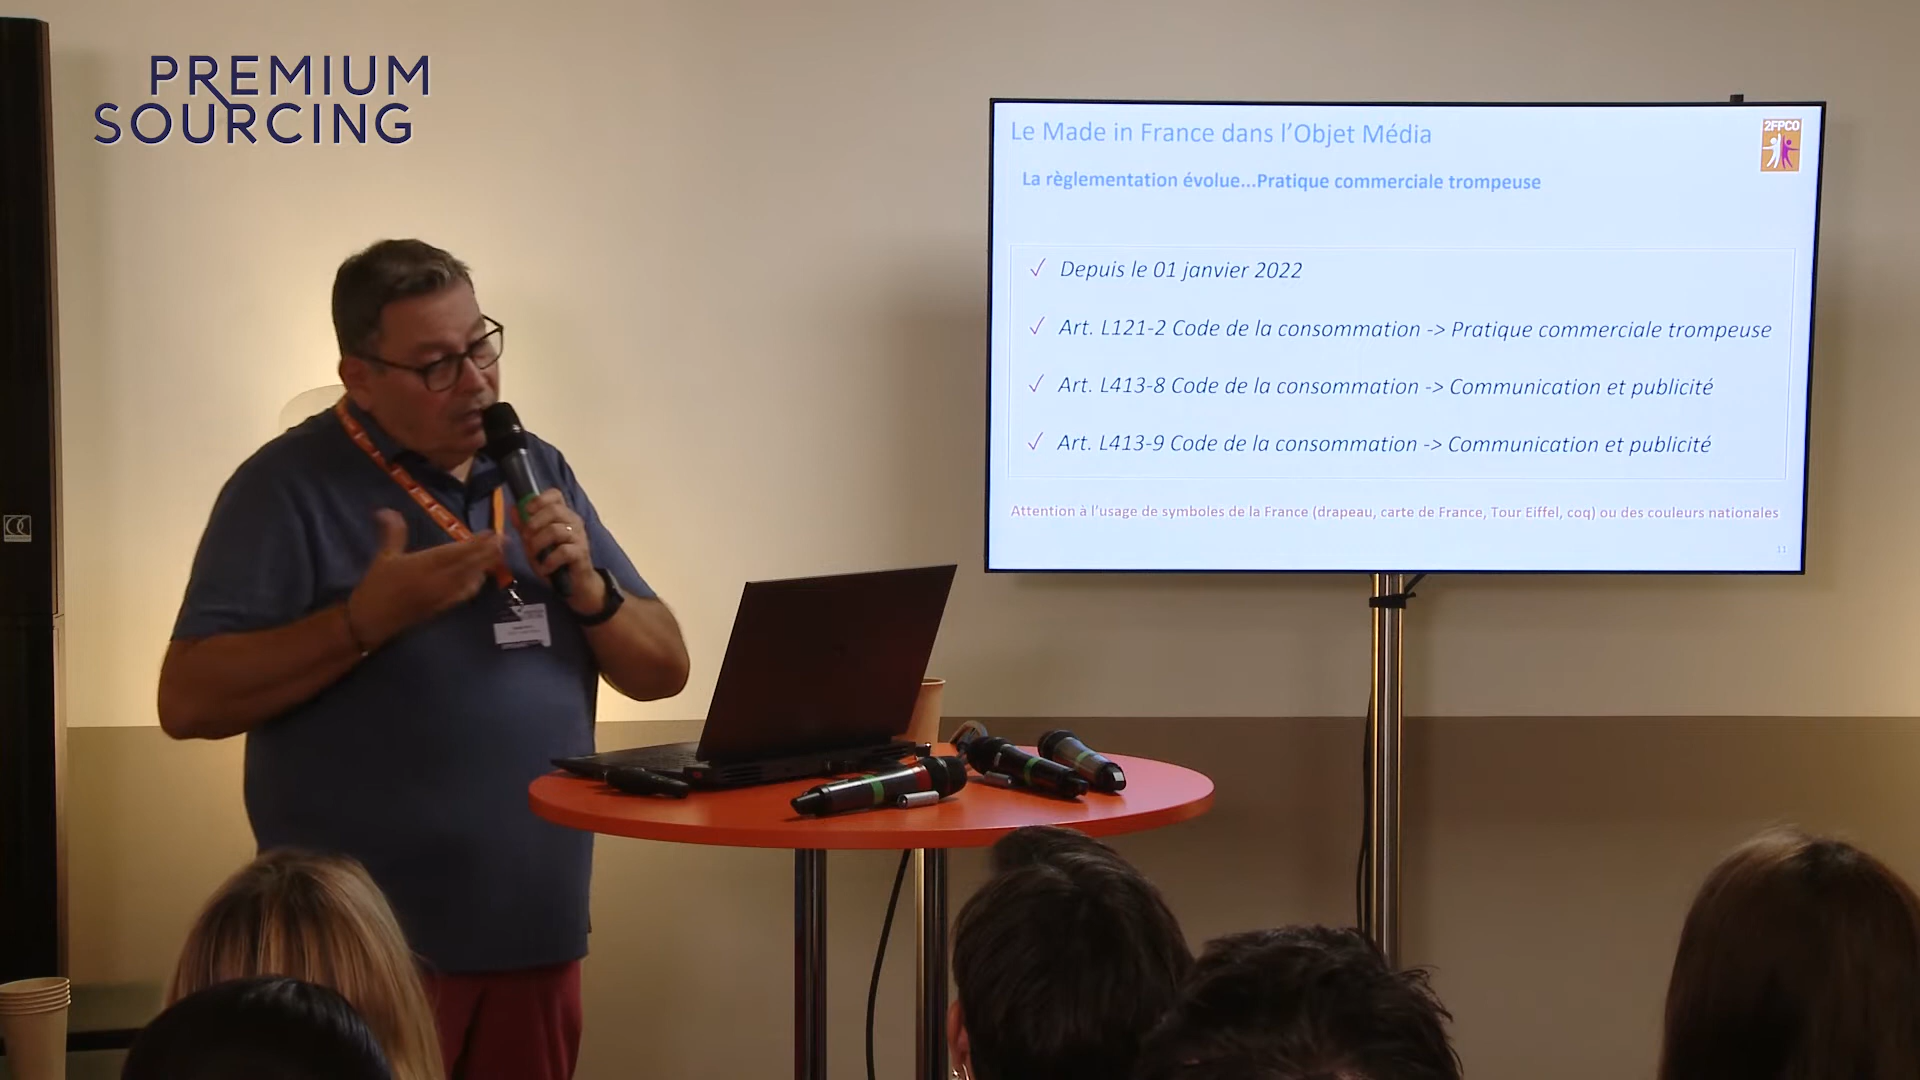 PREMIUM
SOURCING
Le Made in France dans l'Objet Média
2FPCO
La règlementation évolue...Pratique commerciale trompeuse
✓ Depuis le 01 janvier 2022
✓ Art. L121-2 Code de la consommation -> Pratique commerciale trompeuse
✓ Art. L413-8 Code de la consommation -> Communication et publicité
✓ Art. L413-9 Code de la consommation -> Communication et publicité
Attention à l'usage de symboles de la France (drapeau, carte de France, Tour Eiffel, coq) ou des couleurs nationales
11